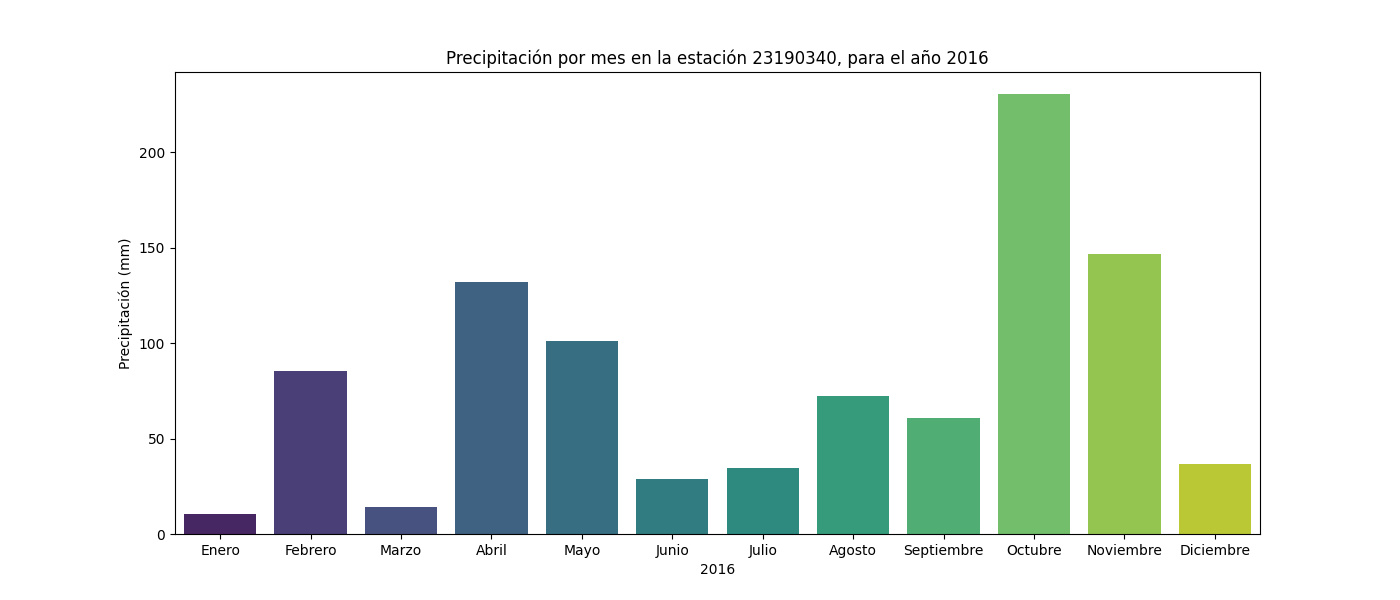 Precipitación por mes en la estación 23190340, para el año 2016
Precipitación (mm)
200
150
100
50
0
Enero Febrero Marzo Abril Mayo Junio Julio Agosto Septiembre Octubre Noviembre Diciembre
2016